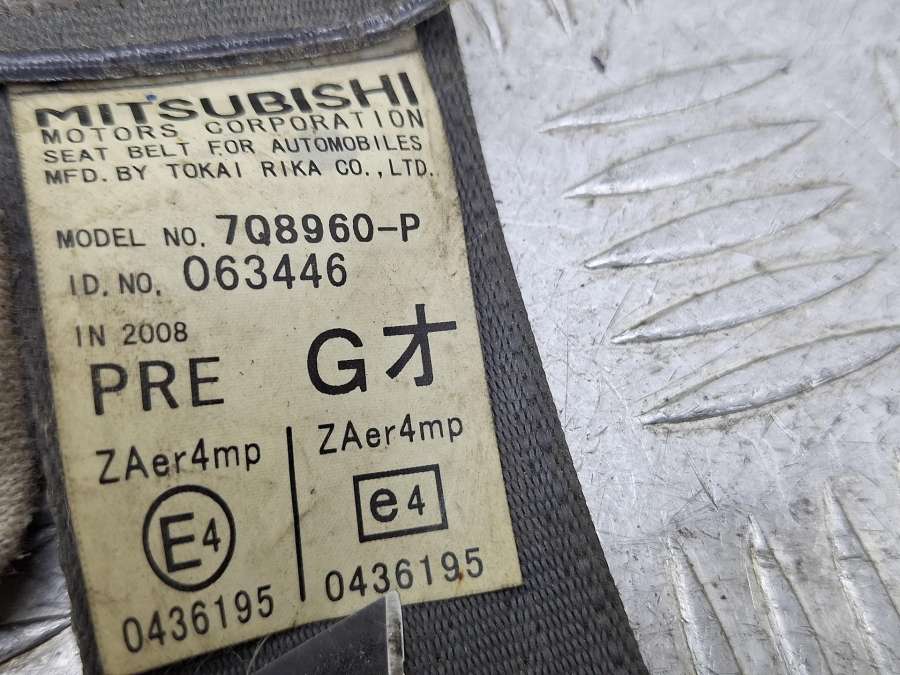 MITSUBISHI
MOTORS CORPORATION
SEAT BELT FOR AUTOMOBILES
MFD. BY TOKAI RIKA CO., LTD.
MODEL NO. 7Q8960-P
ID. NO. 063446
IN 2008
PRE Gオ
ZAer4mp ZAer4mp
E4 e4
0436195 0436195